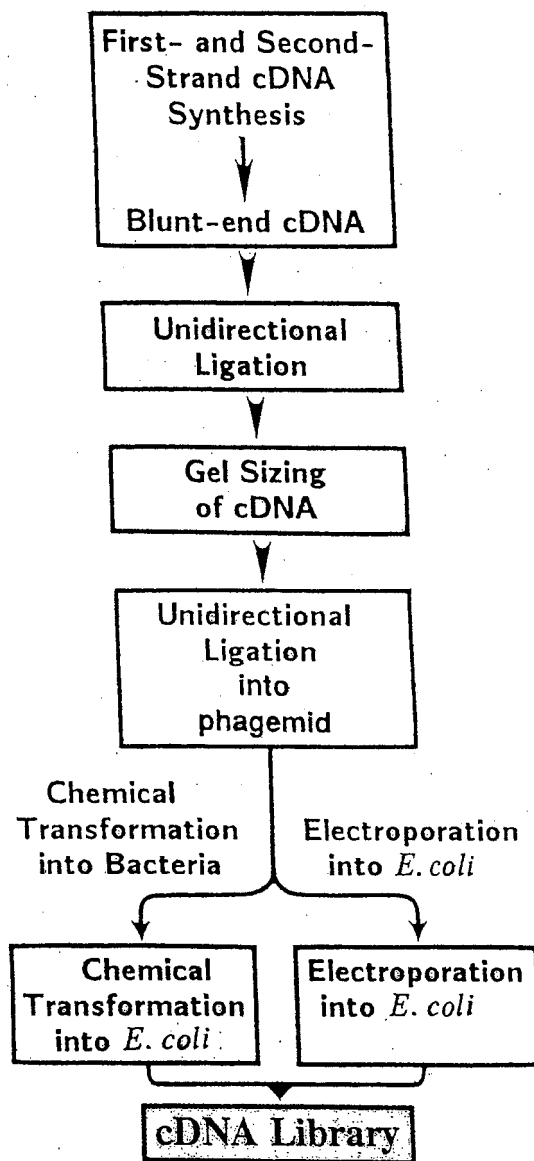 First- and Second-
Strand cDNA
Synthesis
Blunt-end cDNA
Unidirectional
Ligation
Gel Sizing
of cDNA
Unidirectional
Ligation
into
phagemid
Chemical
Transformation
into Bacteria
Electroporation
into E. coli
Chemical
Transformation
into E. coli
Electroporation
into E. coli
cDNA Library